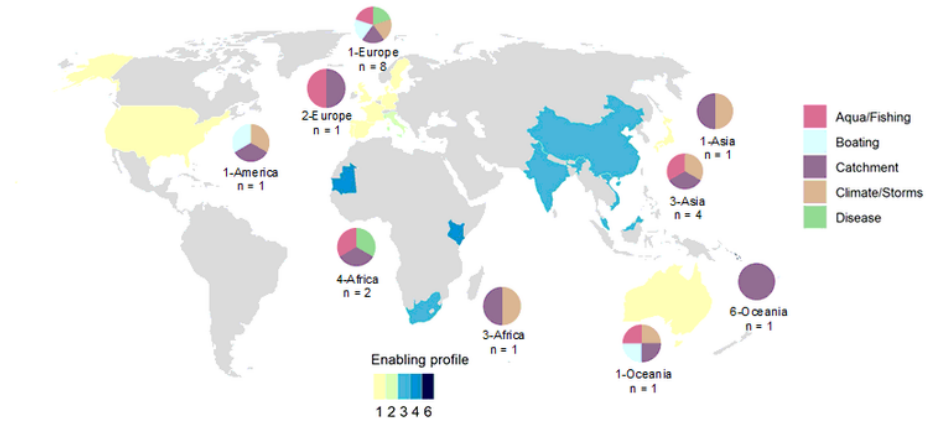 1-Europe
n = 8
2-Europe
n = 1
1-America
n = 1
1-Asia
n = 1
3-Asia
n = 4
4-Africa
n = 2
3-Africa
n = 1
6-Oceania
n = 1
1-Oceania
n = 1
Aqua/Fishing
Boating
Catchment
Climate/Storms
Disease
Enabling profile
1 2 3 4 6